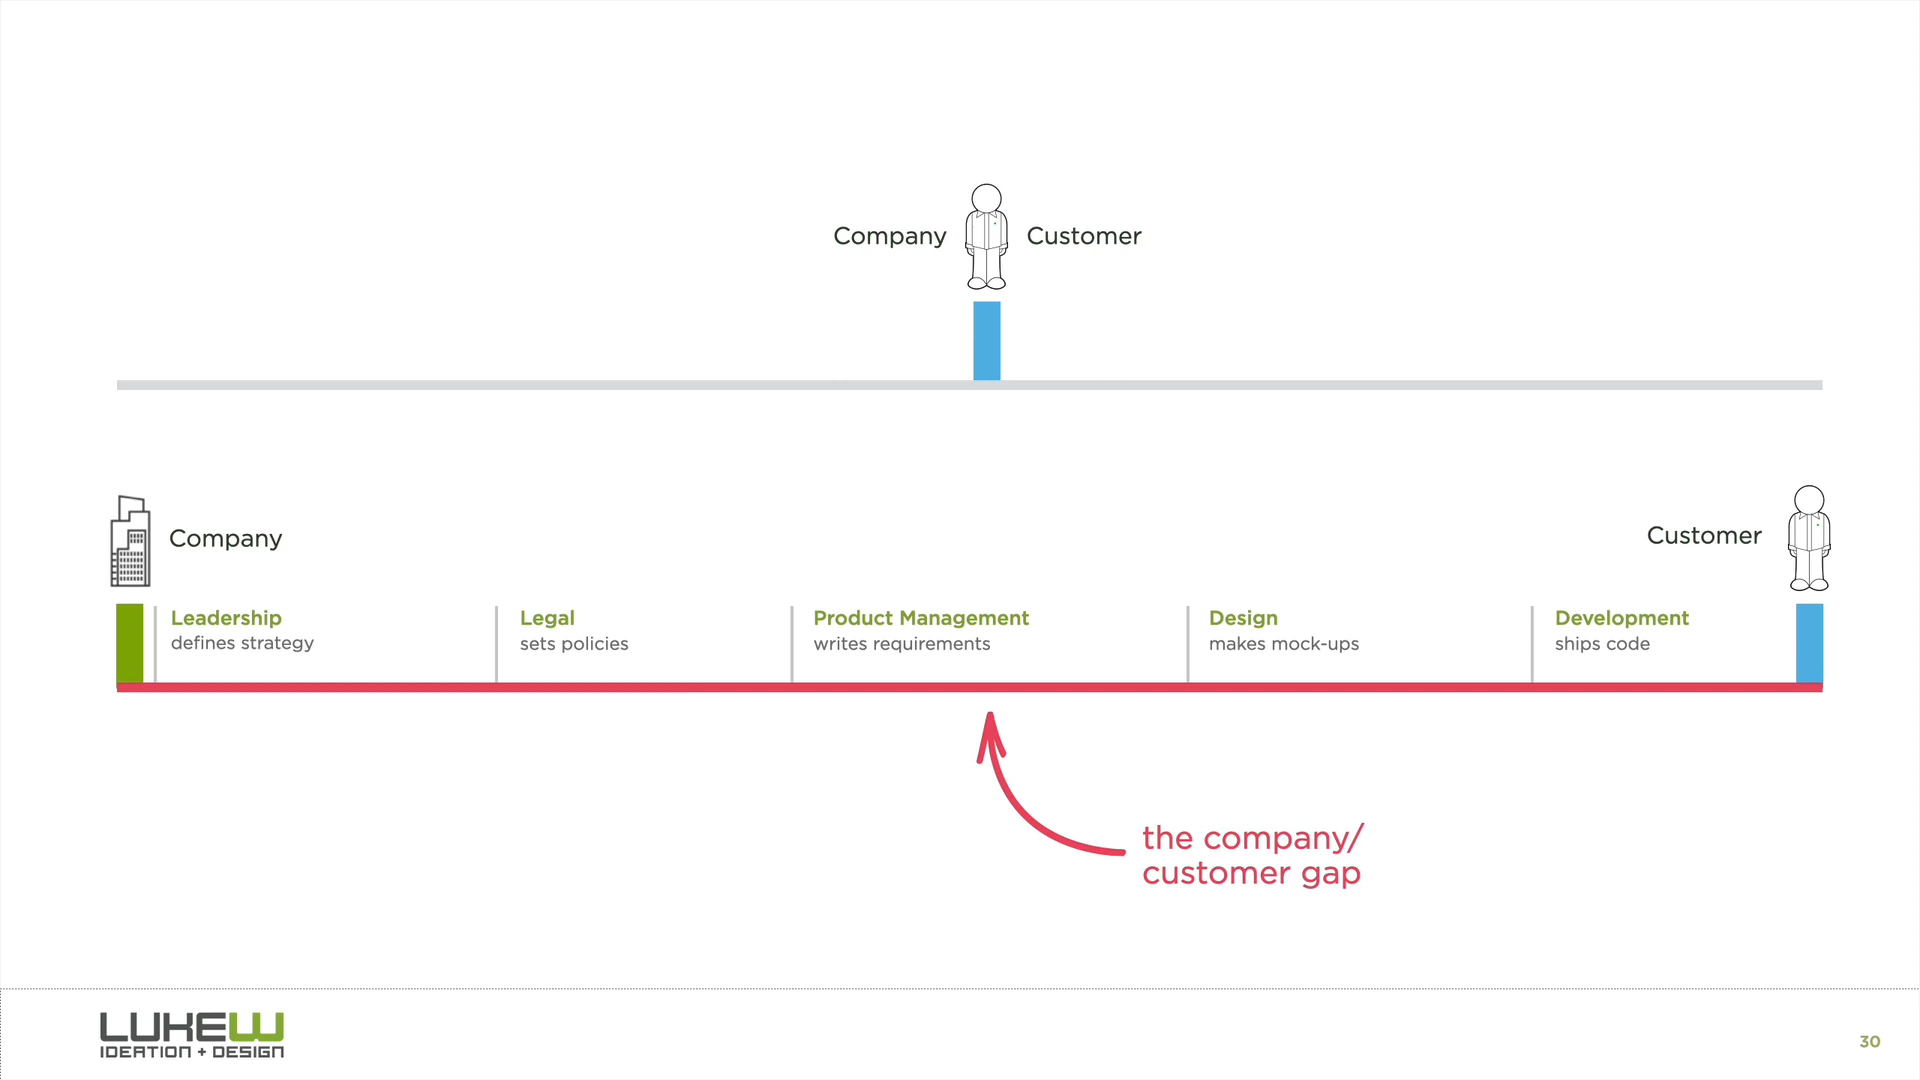 Company
Customer
Company
Customer
Leadership
defines strategy
Legal
sets policies
Product Management
writes requirements
Design
makes mock-ups
Development
ships code
the company/
customer gap
LUKEW
IDEATION + DESIGN
30